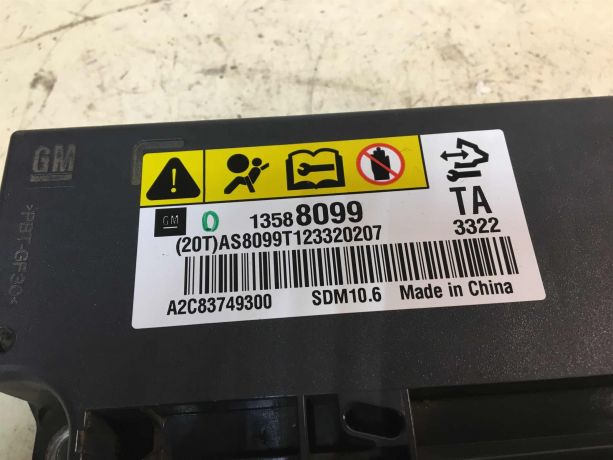 GM
>PBT-GF30<
GM 0 13588099
TA
(20T)AS8099T123320207
3322
A2C83749300 SDM10.6 Made in China